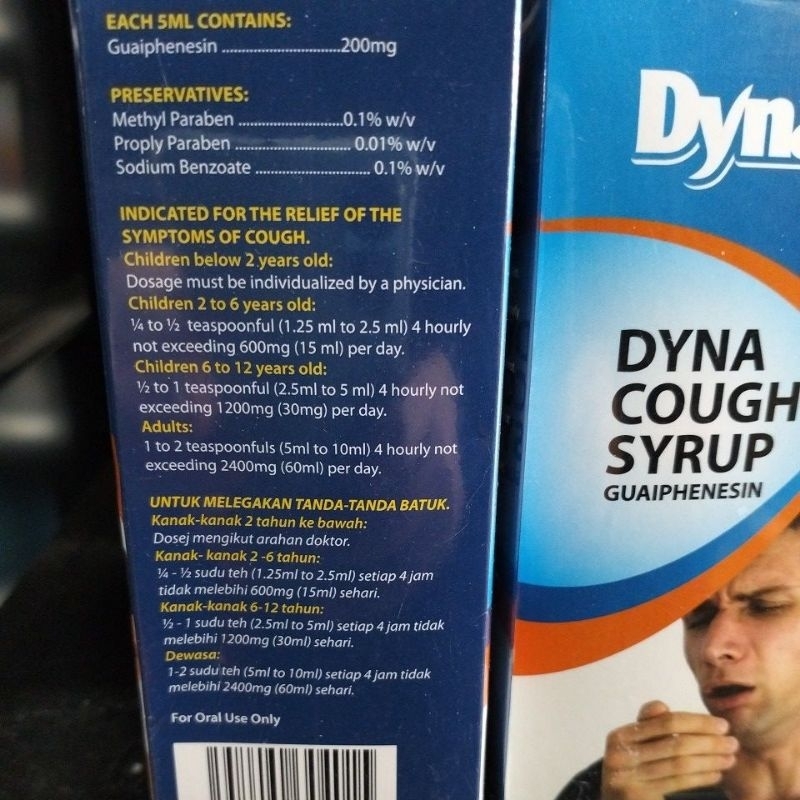 EACH 5ML CONTAINS:
Guaiphenesin ............................200mg
PRESERVATIVES:
Methyl Paraben .........................0.1% w/v
Proply Paraben ........................... 0.01% w/v
Sodium Benzoate ........................... 0.1% w/v
INDICATED FOR THE RELIEF OF THE
SYMPTOMS OF COUGH.
Children below 2 years old:
Dosage must be individualized by a physician.
Children 2 to 6 years old:
¼ to ½ teaspoonful (1.25 ml to 2.5 ml) 4 hourly
not exceeding 600mg (15 ml) per day.
Children 6 to 12 years old:
½ to 1 teaspoonful (2.5ml to 5 ml) 4 hourly not
exceeding 1200mg (30mg) per day.
Adults:
1 to 2 teaspoonfuls (5ml to 10ml) 4 hourly not
exceeding 2400mg (60ml) per day.
UNTUK MELEGAKAN TANDA-TANDA BATUK.
Kanak-kanak 2 tahun ke bawah:
Dosej mengikut arahan doktor.
Kanak- kanak 2 -6 tahun:
¼ - ½ sudu teh (1.25ml to 2.5ml) setiap 4 jam
tidak melebihi 600mg (15ml) sehari.
Kanak-kanak 6-12 tahun:
½ - 1 sudu teh (2.5ml to 5ml) setiap 4 jam tidak
melebihi 1200mg (30ml) sehari.
Dewasa:
1-2 sudu teh (5ml to 10ml) setiap 4 jam tidak
melebihi 2400mg (60ml) sehari.
For Oral Use Only
Dyna
DYNA
COUGH
SYRUP
GUAIPHENESIN